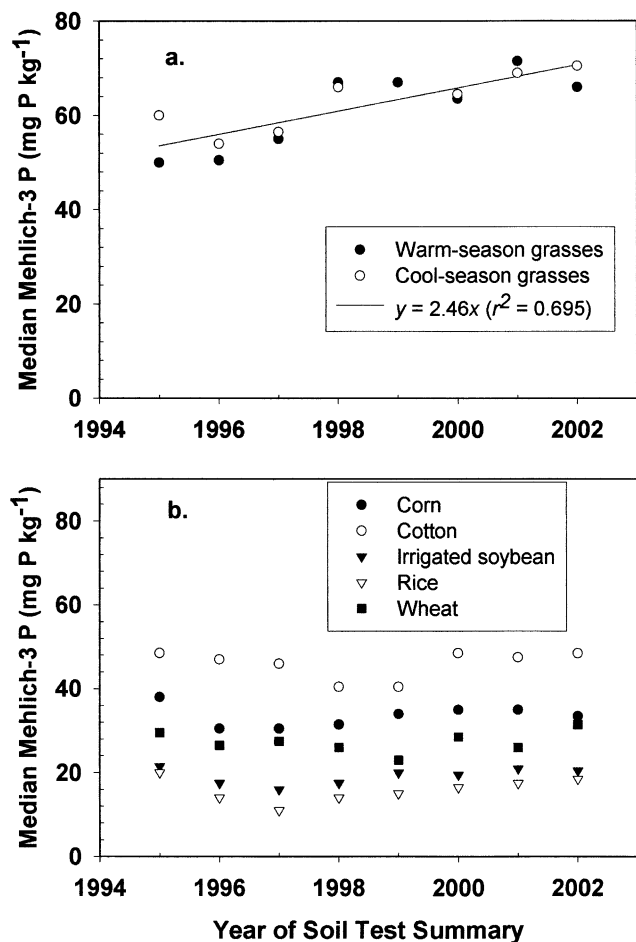 80
a.
60
40
20
0
Median Mehlich-3 P (mg P kg⁻¹)
Warm-season grasses
Cool-season grasses
y = 2.46x (r² = 0.695)
1994 1996 1998 2000 2002
80
b.
60
40
20
0
Median Mehlich-3 P (mg P kg⁻¹)
Corn
Cotton
Irrigated soybean
Rice
Wheat
1994 1996 1998 2000 2002
Year of Soil Test Summary